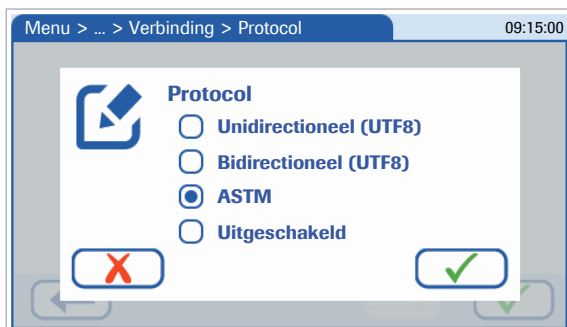 Menu > ... > Verbinding > Protocol 09:15:00
Protocol
Unidirectioneel (UTF8)
Bidirectioneel (UTF8)
ASTM
Uitgeschakeld